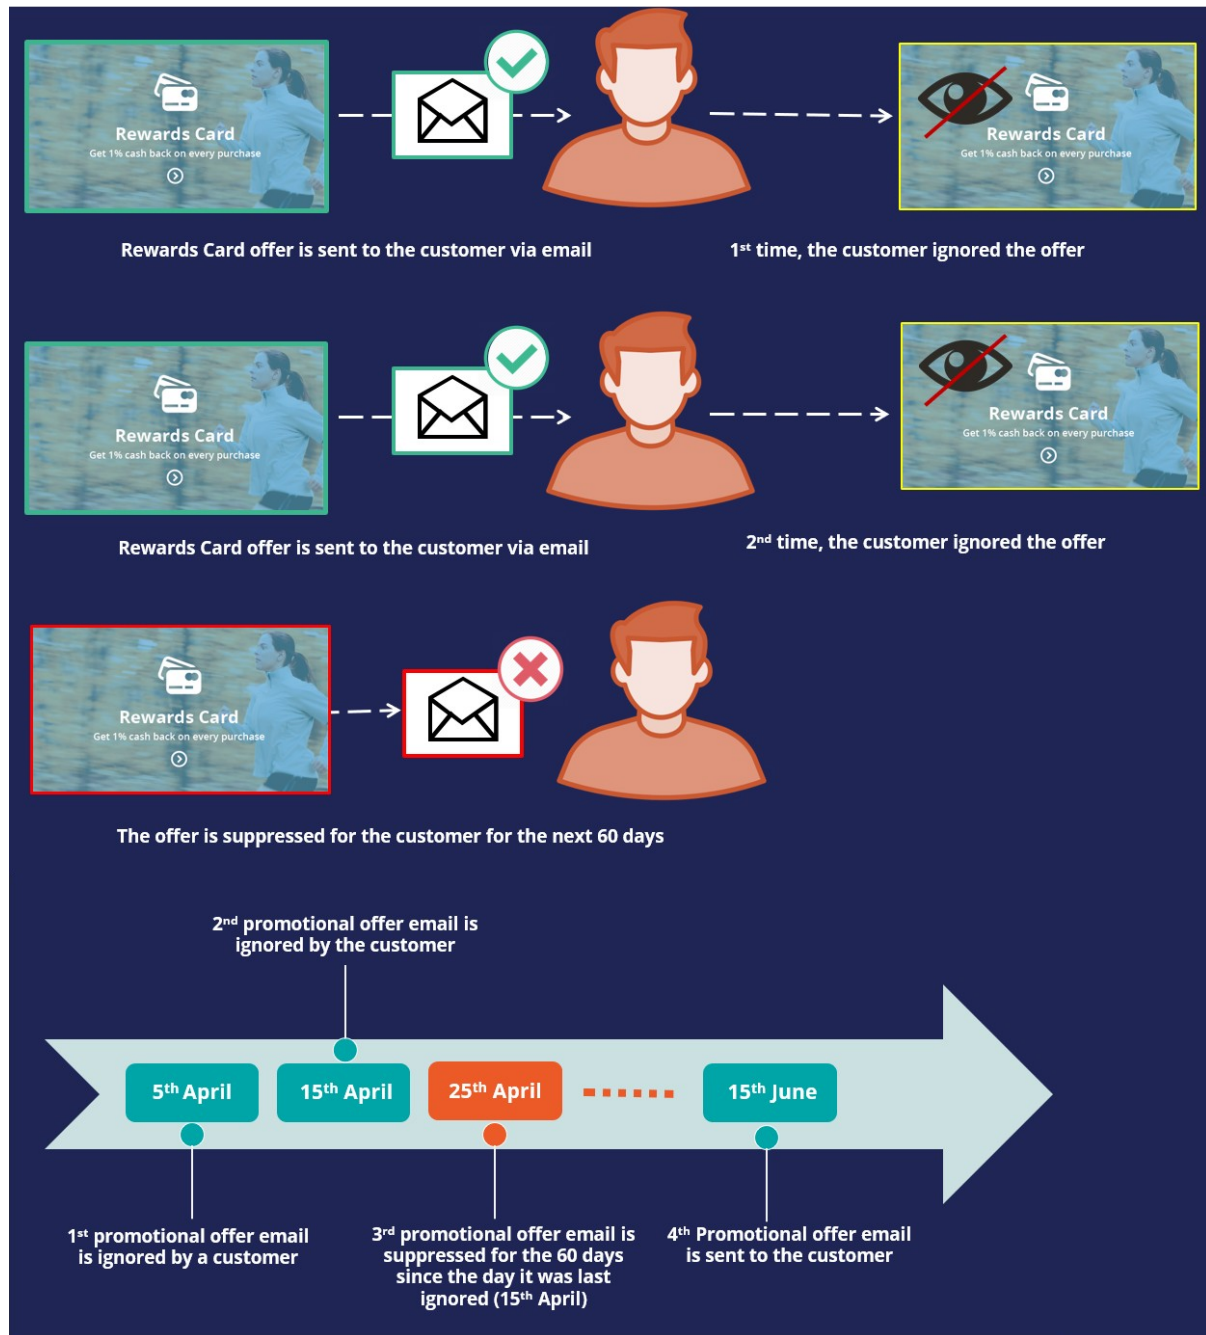 Rewards Card
Get 1% cash back on every purchase
Rewards Card
Get 1% cash back on every purchase
Rewards Card offer is sent to the customer via email
1st time, the customer ignored the offer
Rewards Card
Get 1% cash back on every purchase
Rewards Card
Get 1% cash back on every purchase
Rewards Card offer is sent to the customer via email
2nd time, the customer ignored the offer
Rewards Card
Get 1% cash back on every purchase
The offer is suppressed for the customer for the next 60 days
2nd promotional offer email is
ignored by the customer
5th April
15th April
25th April
15th June
1st promotional offer email
is ignored by a customer
3rd promotional offer email is
suppressed for the 60 days
since the day it was last
ignored (15th April)
4th Promotional offer email
is sent to the customer